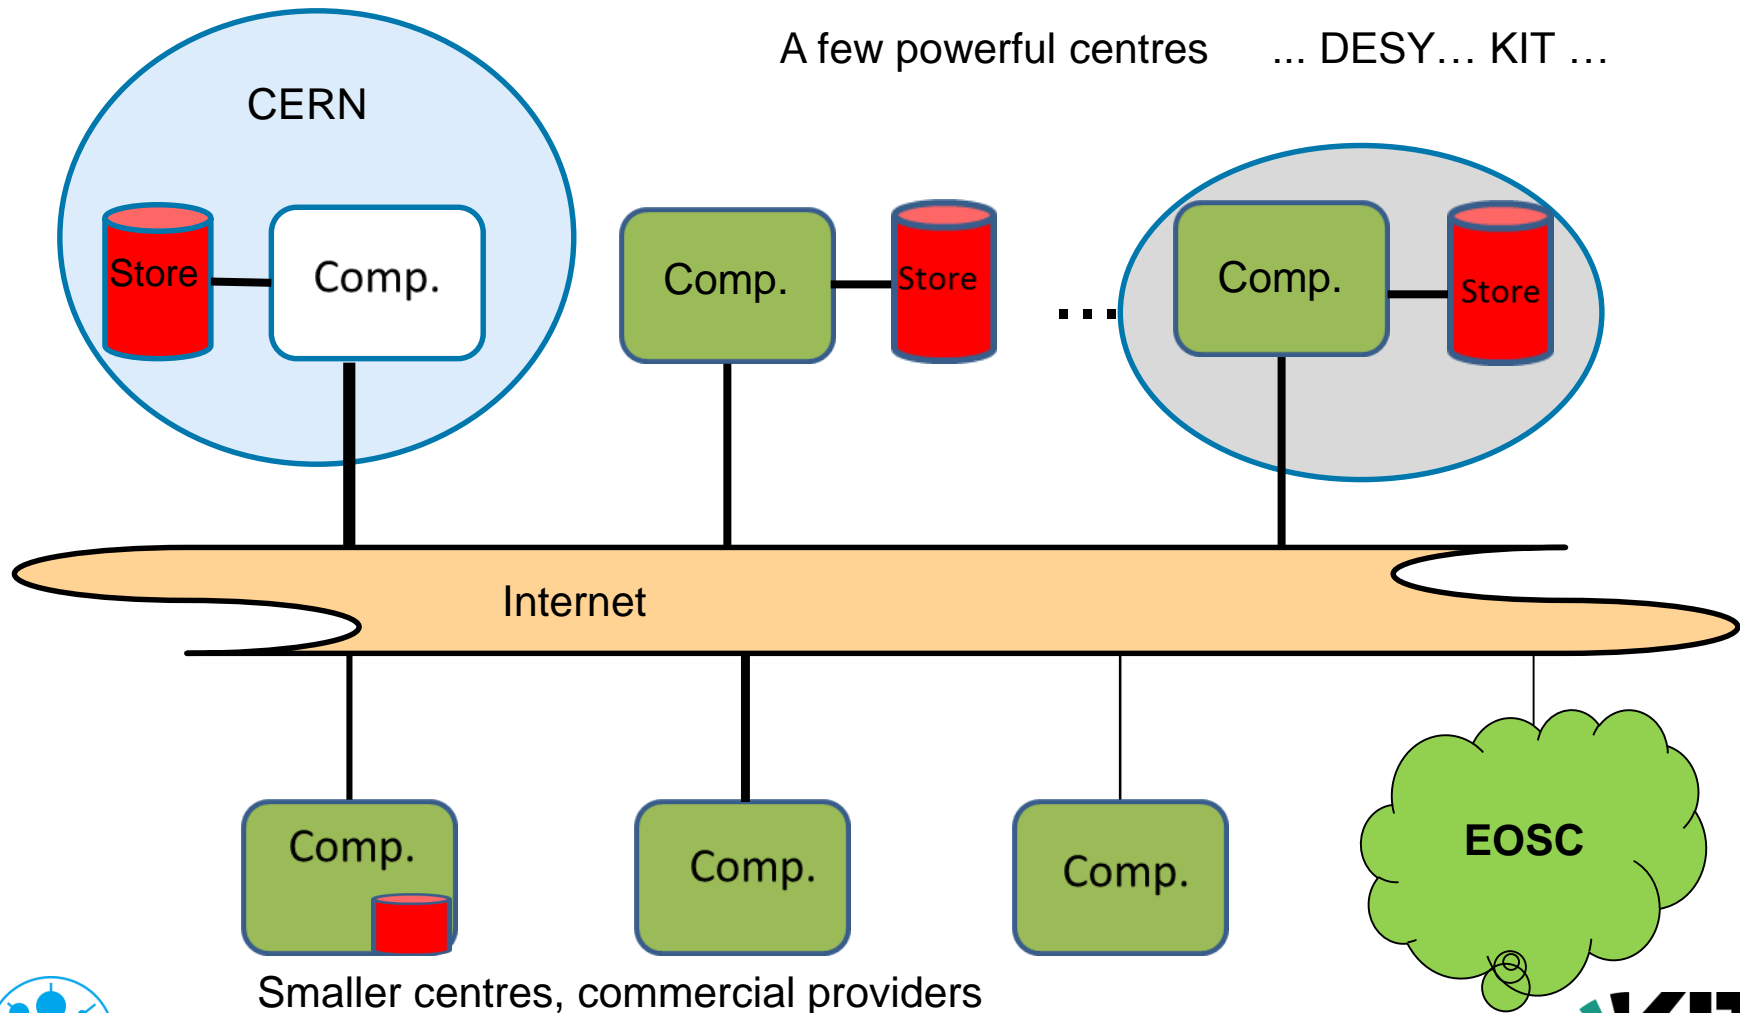 A few powerful centres ... DESY… KIT …
CERN
Store
Comp.
Comp.
Store
...
Comp.
Store
Internet
Comp.
Comp.
Comp.
EOSC
Smaller centres, commercial providers